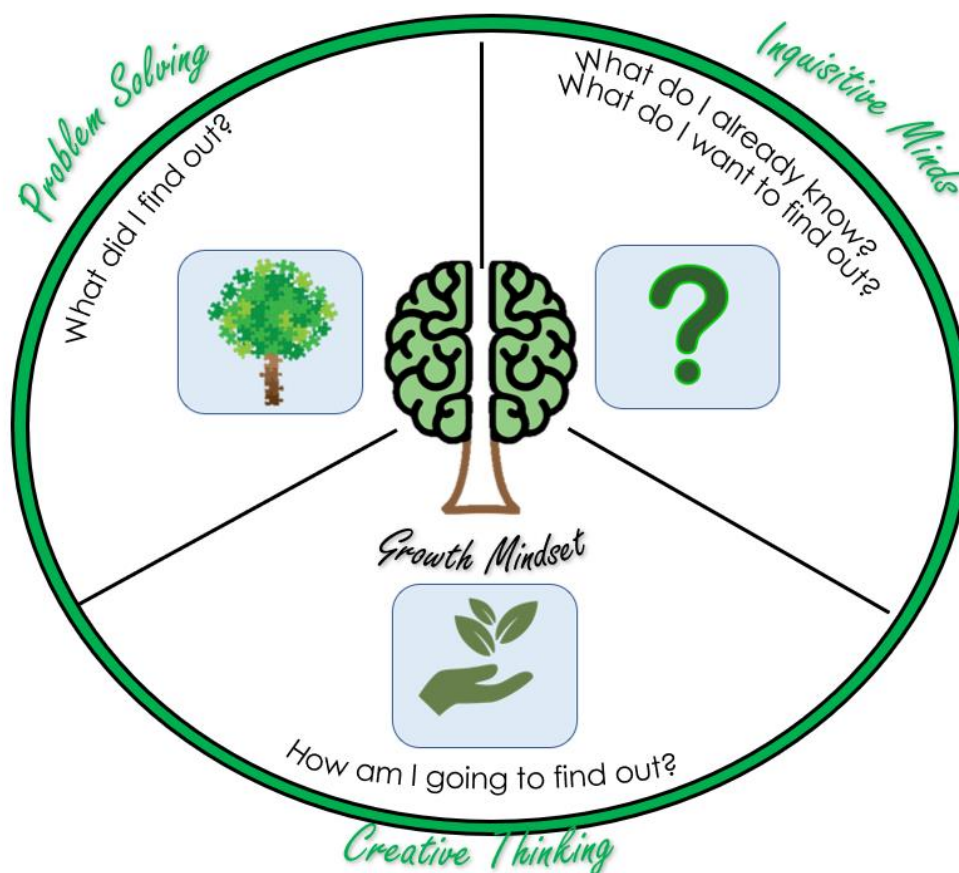 Problem Solving
What did I find out?
Inquisitive Minds
What do I already know?
What do I want to find out?
Growth Mindset
How am I going to find out?
Creative Thinking